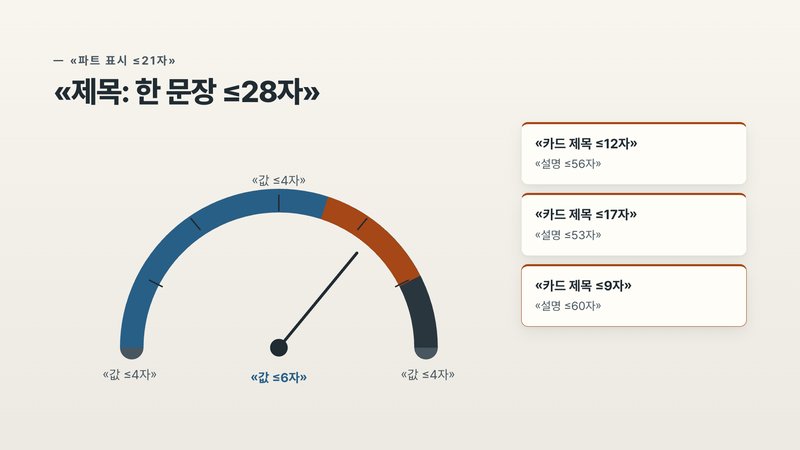 — «파트 표시 ≤21자»
«제목: 한 문장 ≤28자»
«값 ≤4자»
«값 ≤4자»
«값 ≤6자»
«값 ≤4자»
«카드 제목 ≤12자»
«설명 ≤56자»
«카드 제목 ≤17자»
«설명 ≤53자»
«카드 제목 ≤9자»
«설명 ≤60자»